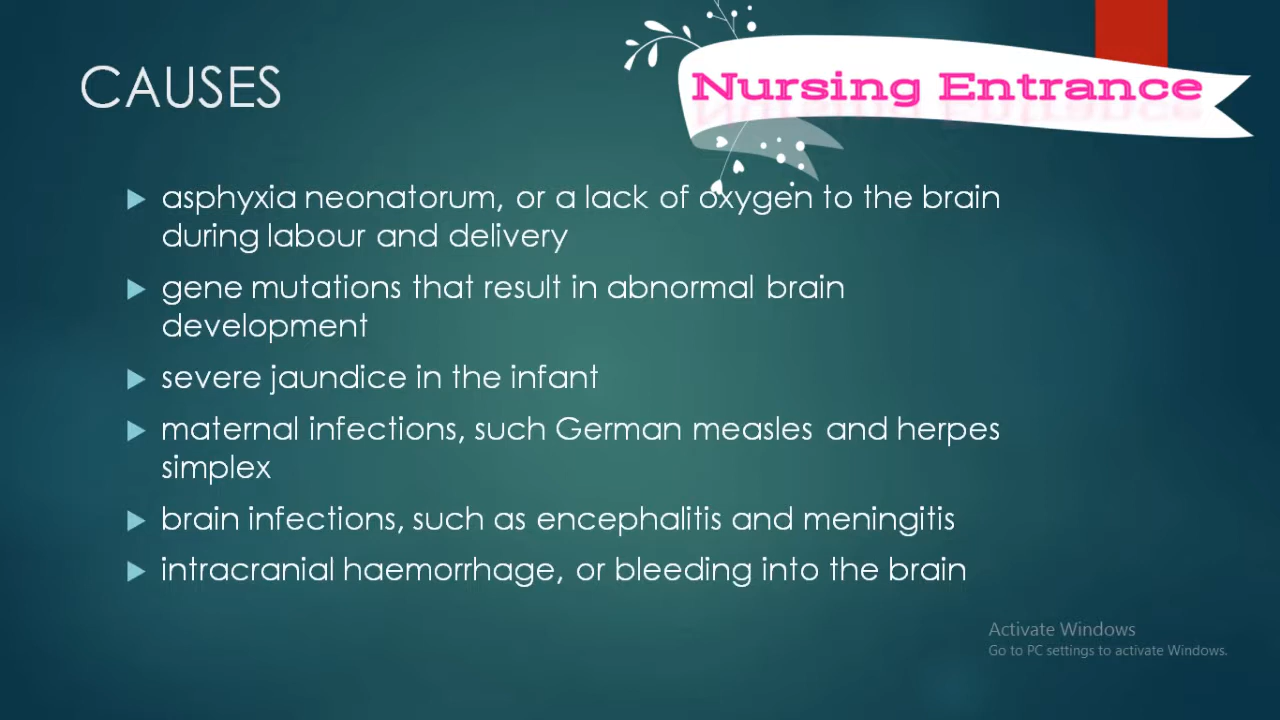 CAUSES
Nursing Entrance
asphyxia neonatorum, or a lack of oxygen to the brain
during labour and delivery
gene mutations that result in abnormal brain
development
severe jaundice in the infant
maternal infections, such German measles and herpes
simplex
brain infections, such as encephalitis and meningitis
intracranial haemorrhage, or bleeding into the brain
Activate Windows
Go to PC settings to activate Windows.